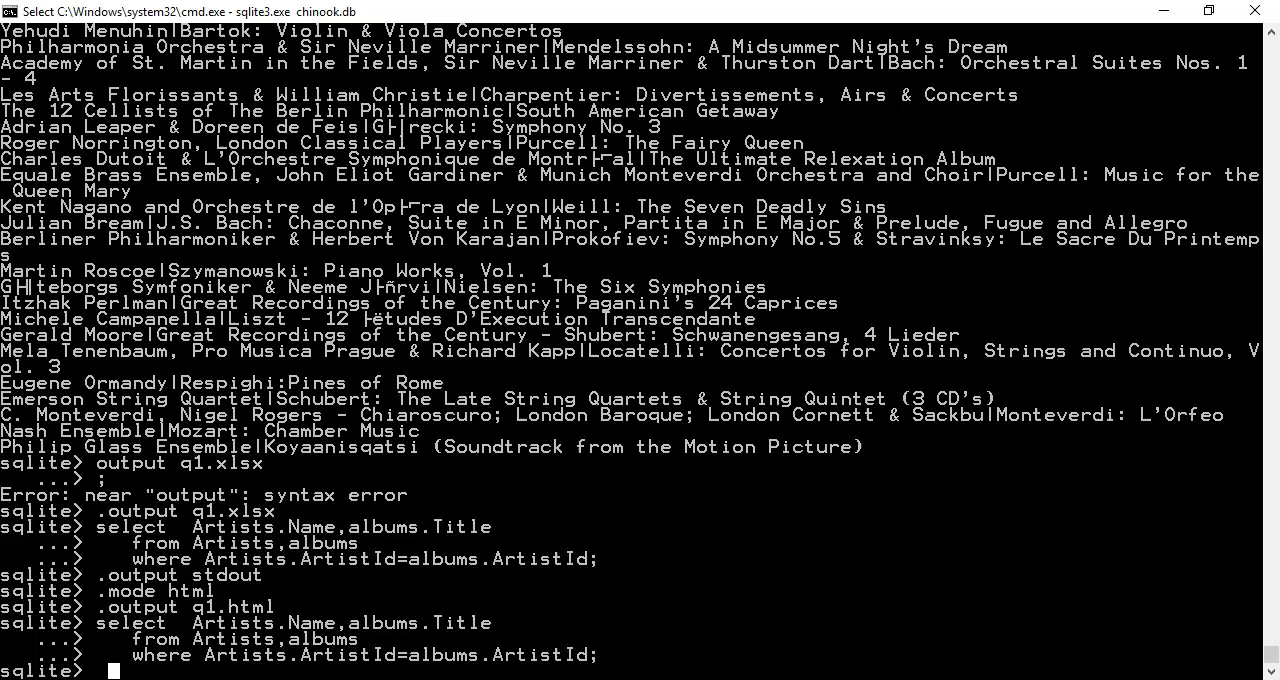 Select C:\Windows\system32\cmd.exe - sqlite3.exe  chinook.db
Yehudi Menuhin|Bartok: Violin & Viola Concertos
Philharmonia Orchestra & Sir Neville Marriner|Mendelssohn: A Midsummer Night's Dream
Academy of St. Martin in the Fields, Sir Neville Marriner & Thurston Dart|Bach: Orchestral Suites Nos. 1
- 4
Les Arts Florissants & William Christie|Charpentier: Divertissements, Airs & Concerts
The 12 Cellists of The Berlin Philharmonic|South American Getaway
Adrian Leaper & Doreen de Feis|G├│recki: Symphony No. 3
Roger Norrington, London Classical Players|Purcell: The Fairy Queen
Charles Dutoit & L'Orchestre Symphonique de Montr├⌐al|The Ultimate Relexation Album
Equale Brass Ensemble, John Eliot Gardiner & Munich Monteverdi Orchestra and Choir|Purcell: Music for the
 Queen Mary
Kent Nagano and Orchestre de l'Op├⌐ra de Lyon|Weill: The Seven Deadly Sins
Julian Bream|J.S. Bach: Chaconne, Suite in E Minor, Partita in E Major & Prelude, Fugue and Allegro
Berliner Philharmoniker & Herbert Von Karajan|Prokofiev: Symphony No.5 & Stravinksy: Le Sacre Du Printemp
s
Martin Roscoe|Szymanowski: Piano Works, Vol. 1
G├╢teborgs Symfoniker & Neeme J├ñrvi|Nielsen: The Six Symphonies
Itzhak Perlman|Great Recordings of the Century: Paganini's 24 Caprices
Michele Campanella|Liszt - 12 ├ëtudes D'Execution Transcendante
Gerald Moore|Great Recordings of the Century - Shubert: Schwanengesang, 4 Lieder
Mela Tenenbaum, Pro Musica Prague & Richard Kapp|Locatelli: Concertos for Violin, Strings and Continuo, V
ol. 3
Eugene Ormandy|Respighi:Pines of Rome
Emerson String Quartet|Schubert: The Late String Quartets & String Quintet (3 CD's)
C. Monteverdi, Nigel Rogers - Chiaroscuro; London Baroque; London Cornett & Sackbu|Monteverdi: L'Orfeo
Nash Ensemble|Mozart: Chamber Music
Philip Glass Ensemble|Koyaanisqatsi (Soundtrack from the Motion Picture)
sqlite> output q1.xlsx
   ...> ;
Error: near "output": syntax error
sqlite> .output q1.xlsx
sqlite> select  Artists.Name,albums.Title
   ...>    from Artists,albums
   ...>    where Artists.ArtistId=albums.ArtistId;
sqlite> .output stdout
sqlite> .mode html
sqlite> .output q1.html
sqlite> select  Artists.Name,albums.Title
   ...>    from Artists,albums
   ...>    where Artists.ArtistId=albums.ArtistId;
sqlite>